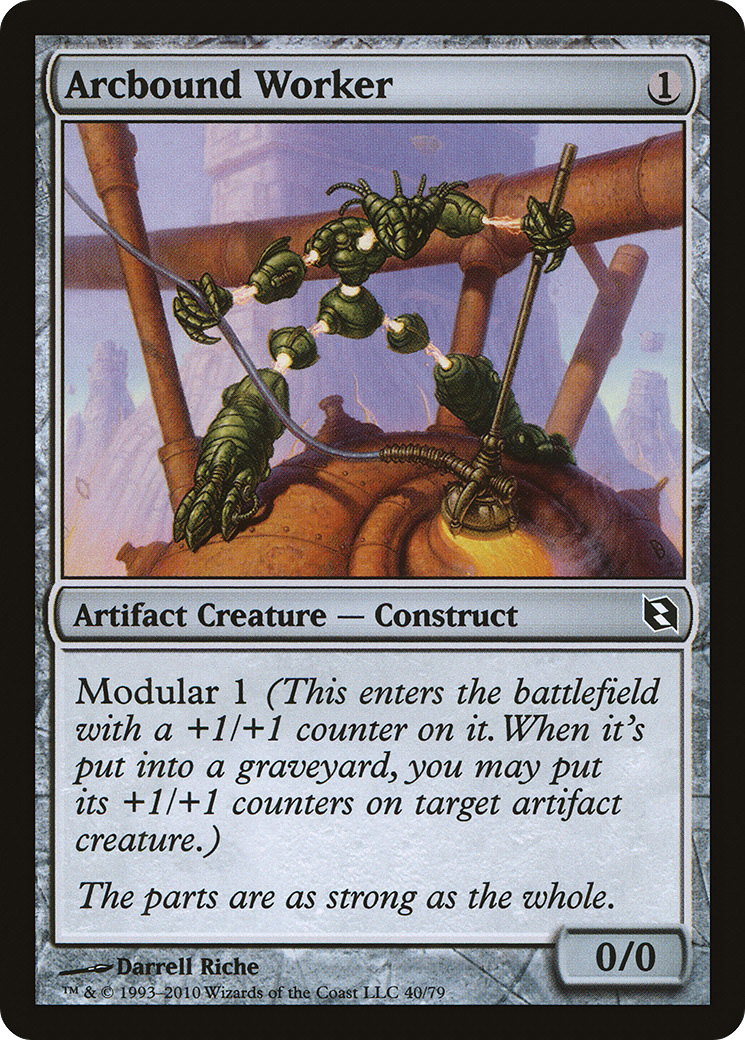 Arcbound Worker 1
Artifact Creature — Construct
Modular 1 (This enters the battlefield
with a +1/+1 counter on it. When it's
put into a graveyard, you may put
its +1/+1 counters on target artifact
creature.)
The parts are as strong as the whole.
0/0
Darrell Riche
™ & © 1993–2010 Wizards of the Coast LLC 40/79